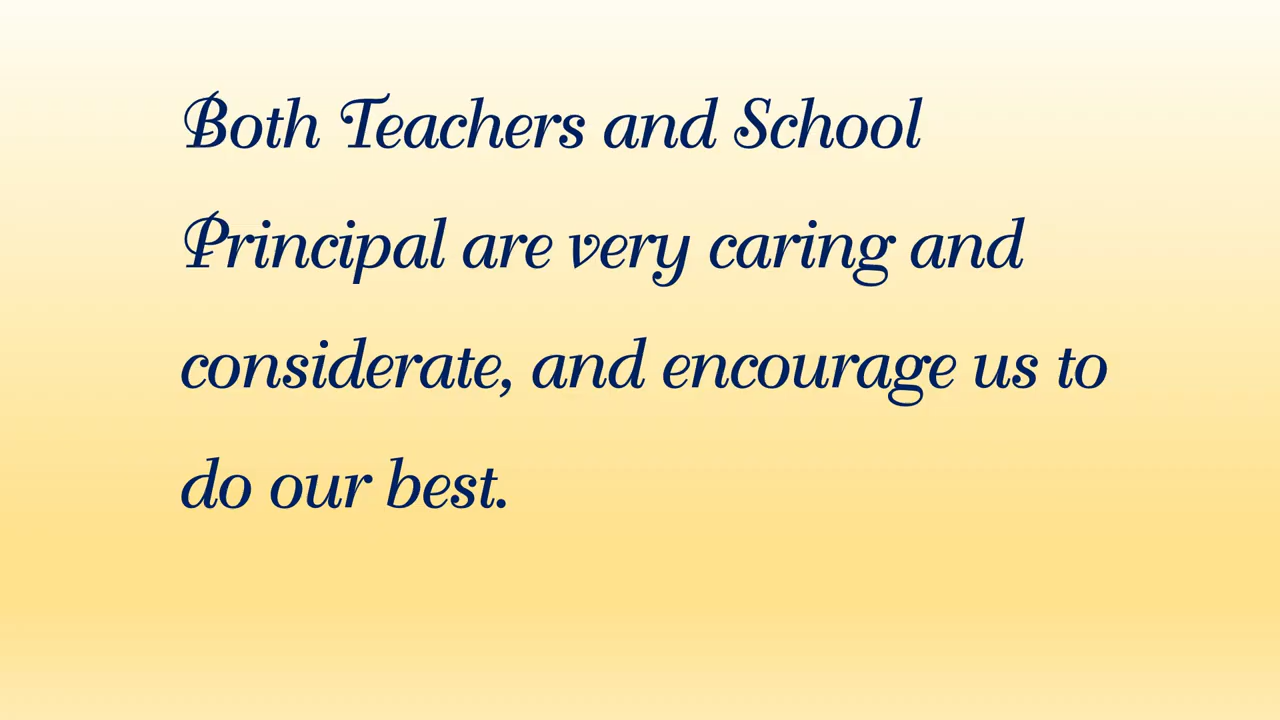 Both Teachers and School
Principal are very caring and
considerate, and encourage us to
do our best.